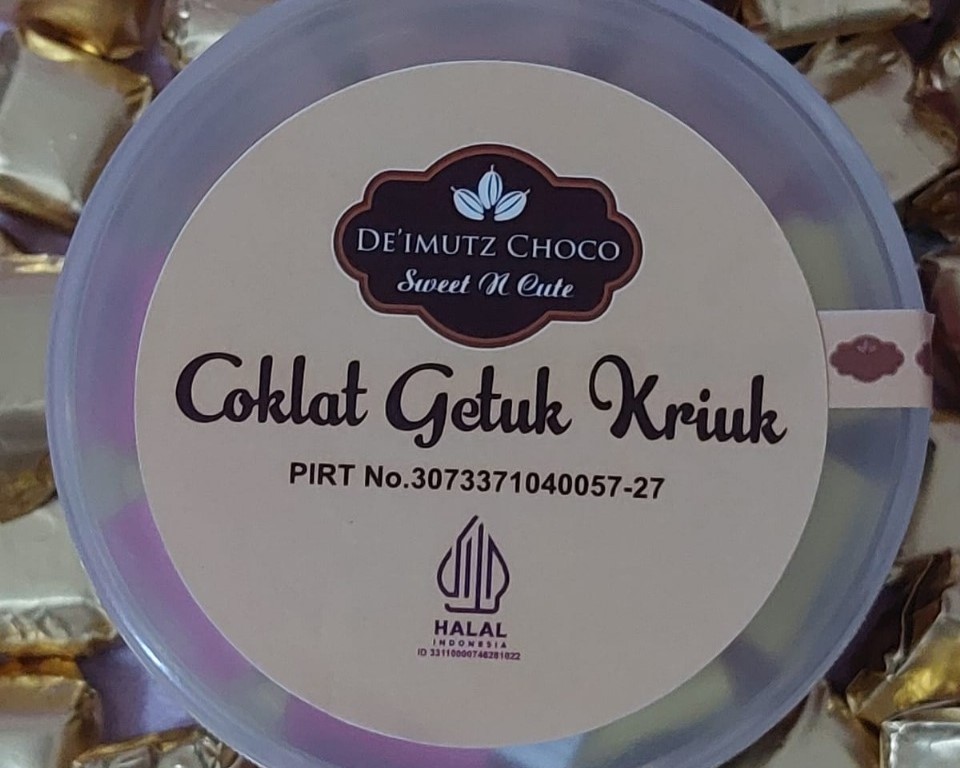 DE'IMUTZ CHOCO
Sweet N Cute
Coklat Getuk Kriuk
PIRT No.3073371040057-27
HALAL
INDONESIA
ID 33110000746281022